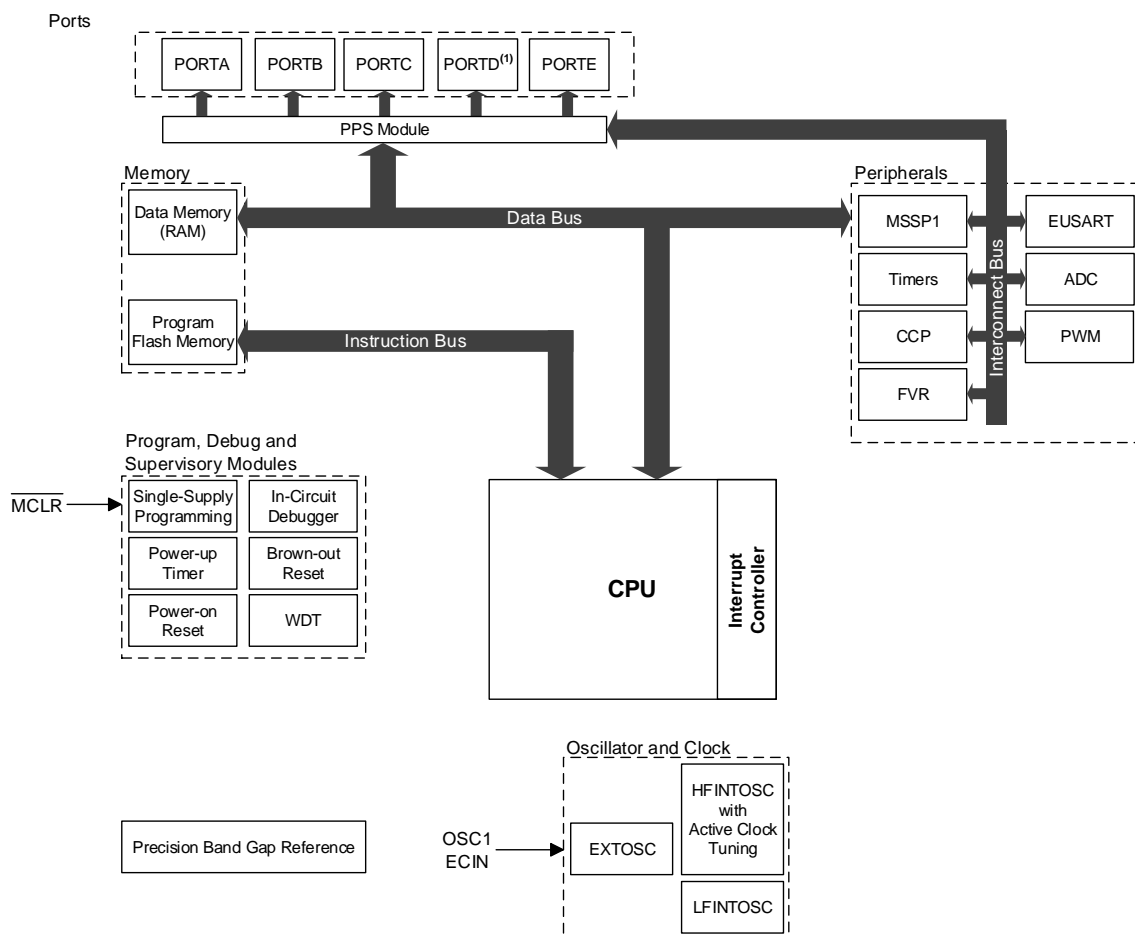 Ports
PORTA
PORTB
PORTC
PORTD(1)
PORTE
PPS Module
Memory
Data Memory
(RAM)
Program
Flash Memory
Data Bus
Instruction Bus
Peripherals
MSSP1
EUSART
Timers
ADC
CCP
PWM
FVR
Interconnect Bus
Program, Debug and
Supervisory Modules
MCLR
Single-Supply
Programming
In-Circuit
Debugger
Power-up
Timer
Brown-out
Reset
Power-on
Reset
WDT
CPU
Interrupt
Controller
Precision Band Gap Reference
Oscillator and Clock
OSC1
ECIN
EXTOSC
HFINTOSC
with
Active Clock
Tuning
LFINTOSC